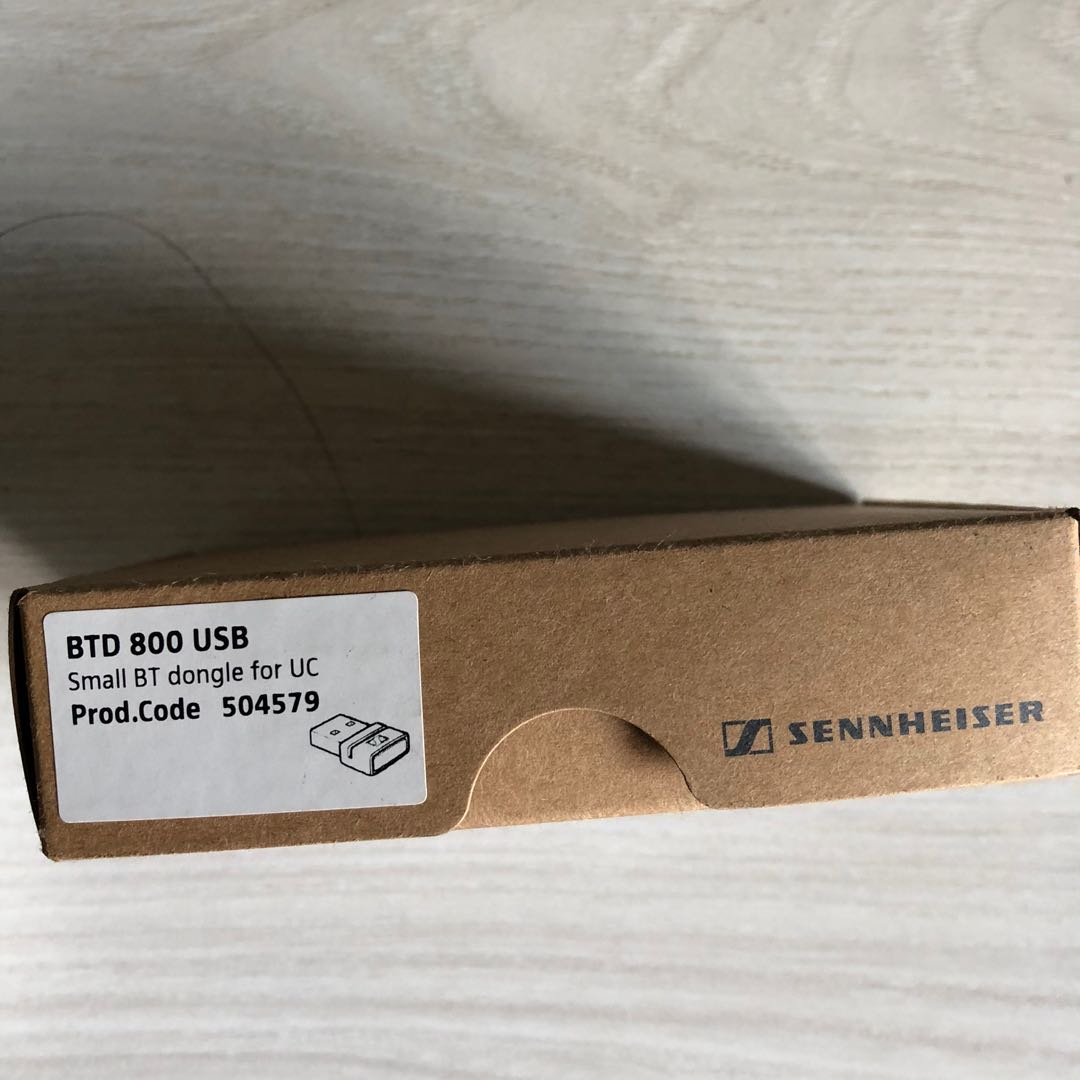 BTD 800 USB
Small BT dongle for UC
Prod.Code 504579
SENNHEISER